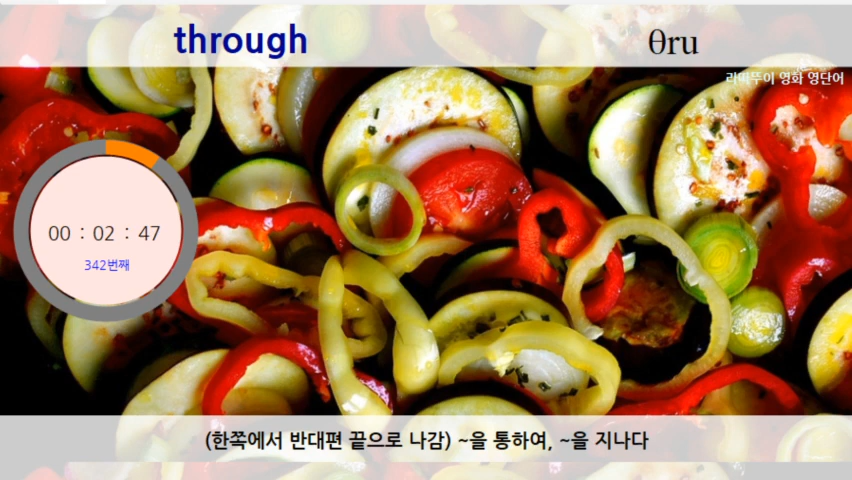 through
θru
라미뚜이 영화 영단어
00 : 02 : 47
342번째
(한쪽에서 반대편 끝으로 나감) ~을 통하여, ~을 지나다